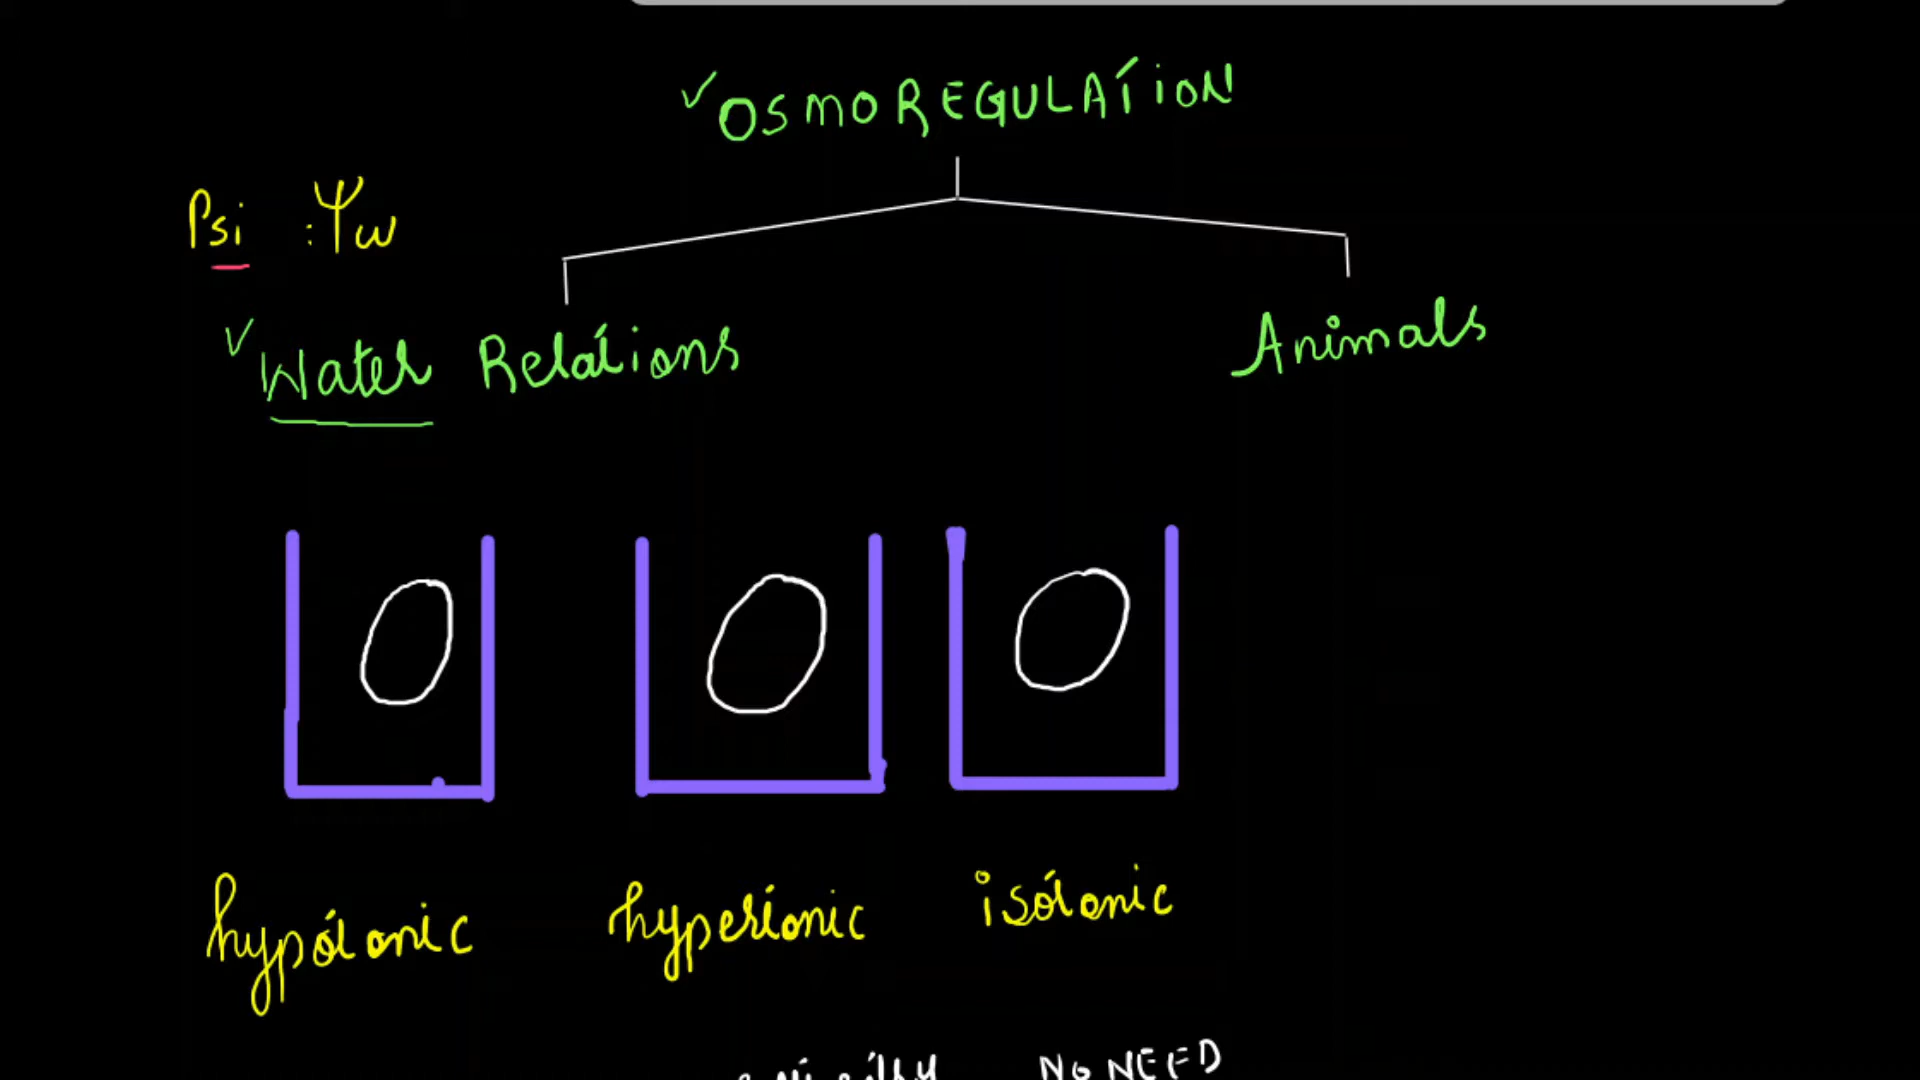 OSMOREGULATION
Psi : Ψw
Water Relations
Animals
hypotonic
hypertonic
isotonic
NO NEED